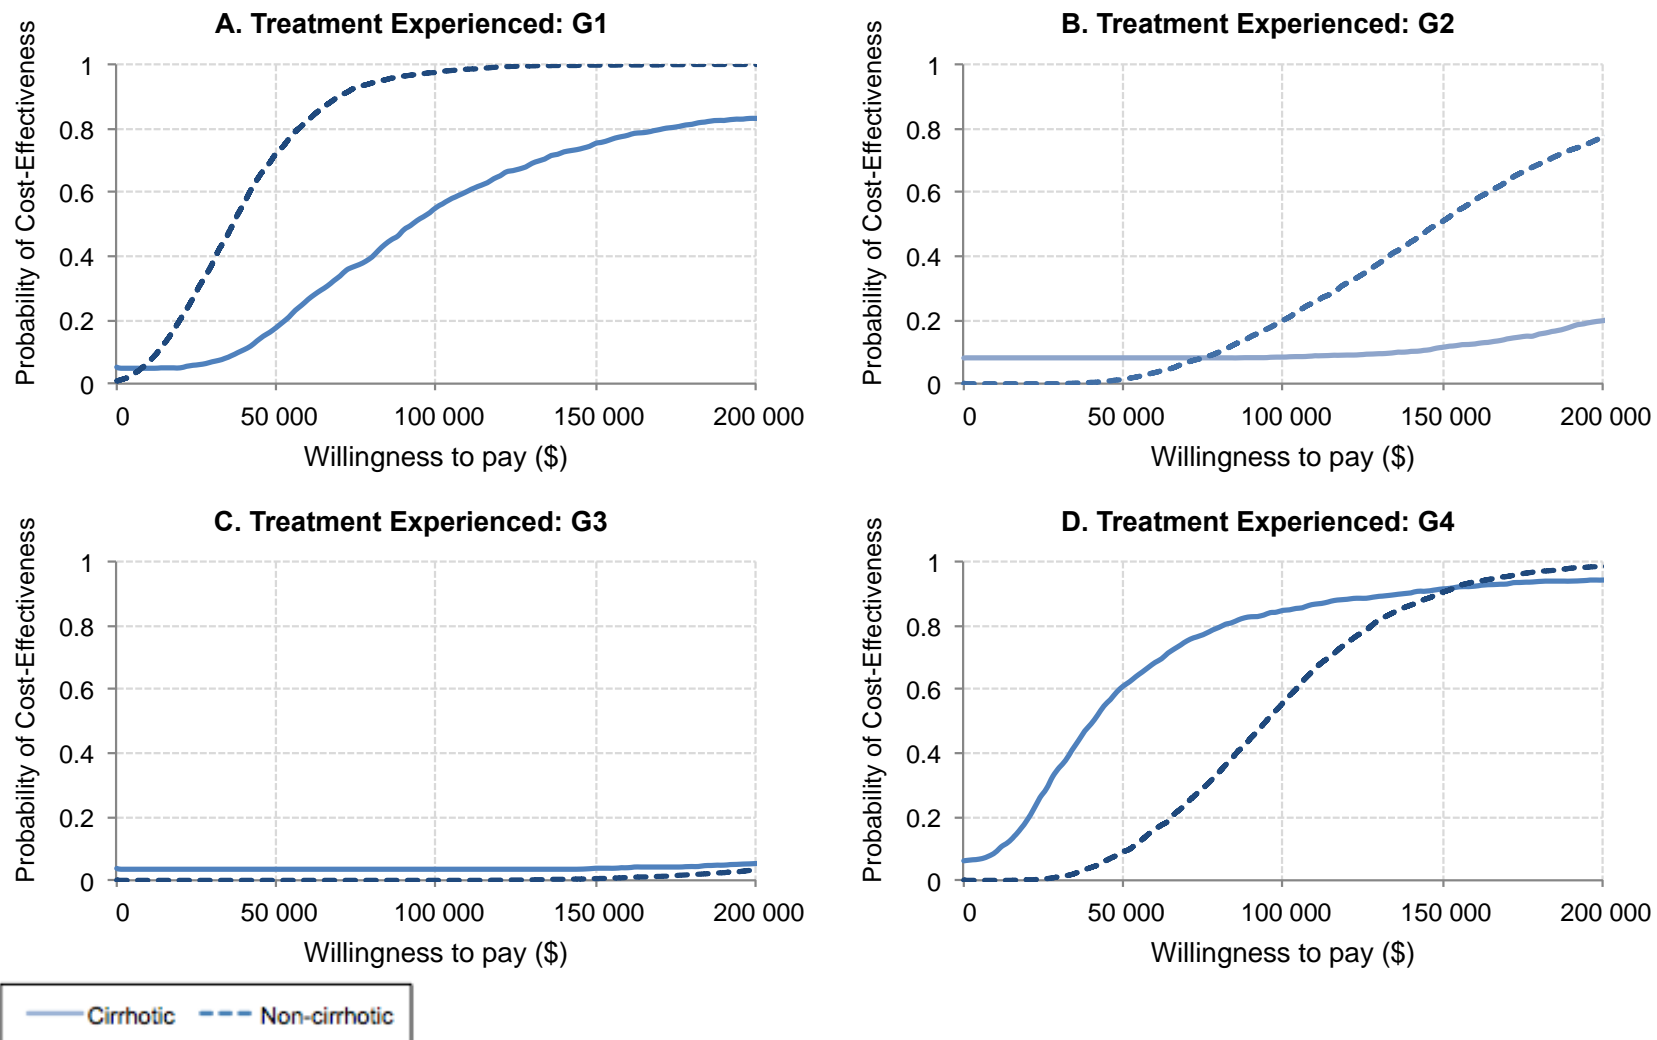 A. Treatment Experienced: G1
Probability of Cost-Effectiveness
1
0.8
0.6
0.4
0.2
0
0 50 000 100 000 150 000 200 000
Willingness to pay ($)
B. Treatment Experienced: G2
Probability of Cost-Effectiveness
1
0.8
0.6
0.4
0.2
0
0 50 000 100 000 150 000 200 000
Willingness to pay ($)
C. Treatment Experienced: G3
Probability of Cost-Effectiveness
1
0.8
0.6
0.4
0.2
0
0 50 000 100 000 150 000 200 000
Willingness to pay ($)
D. Treatment Experienced: G4
Probability of Cost-Effectiveness
1
0.8
0.6
0.4
0.2
0
0 50 000 100 000 150 000 200 000
Willingness to pay ($)
Cirrhotic Non-cirrhotic